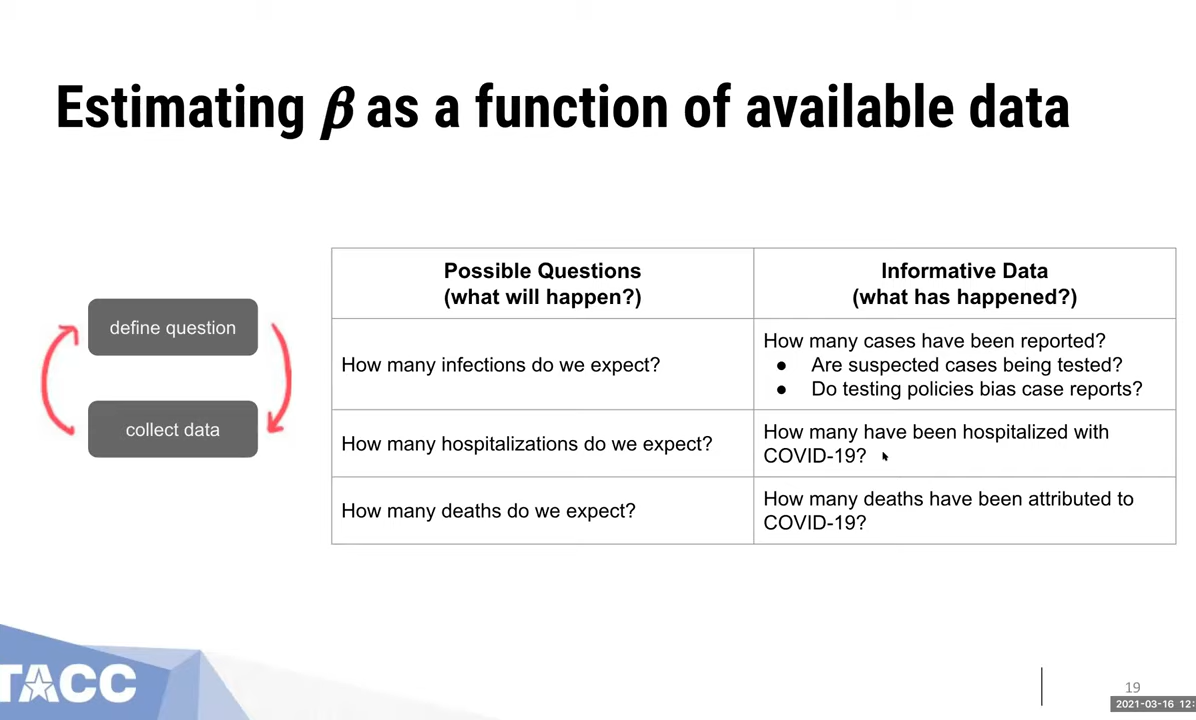 Estimating β as a function of available data
define question
collect data
Possible Questions
(what will happen?)
Informative Data
(what has happened?)
How many infections do we expect?
How many cases have been reported?
● Are suspected cases being tested?
● Do testing policies bias case reports?
How many hospitalizations do we expect?
How many have been hospitalized with
COVID-19?
How many deaths do we expect?
How many deaths have been attributed to
COVID-19?
TACC
19
2021-03-16 12: